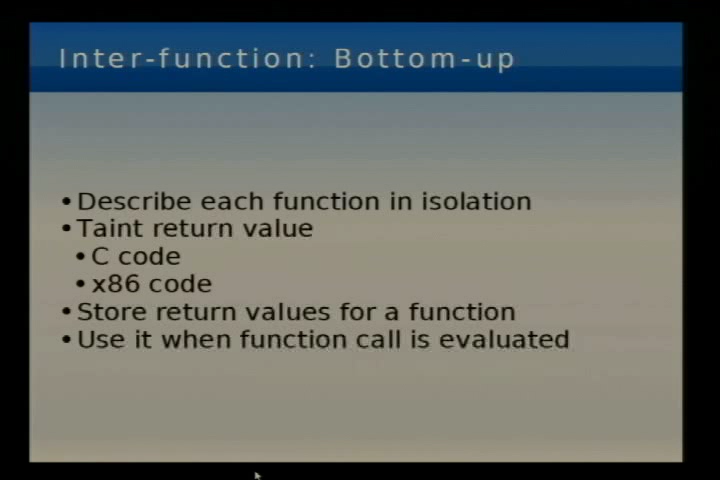 Inter-function: Bottom-up
•Describe each function in isolation
•Taint return value
•C code
•x86 code
•Store return values for a function
•Use it when function call is evaluated